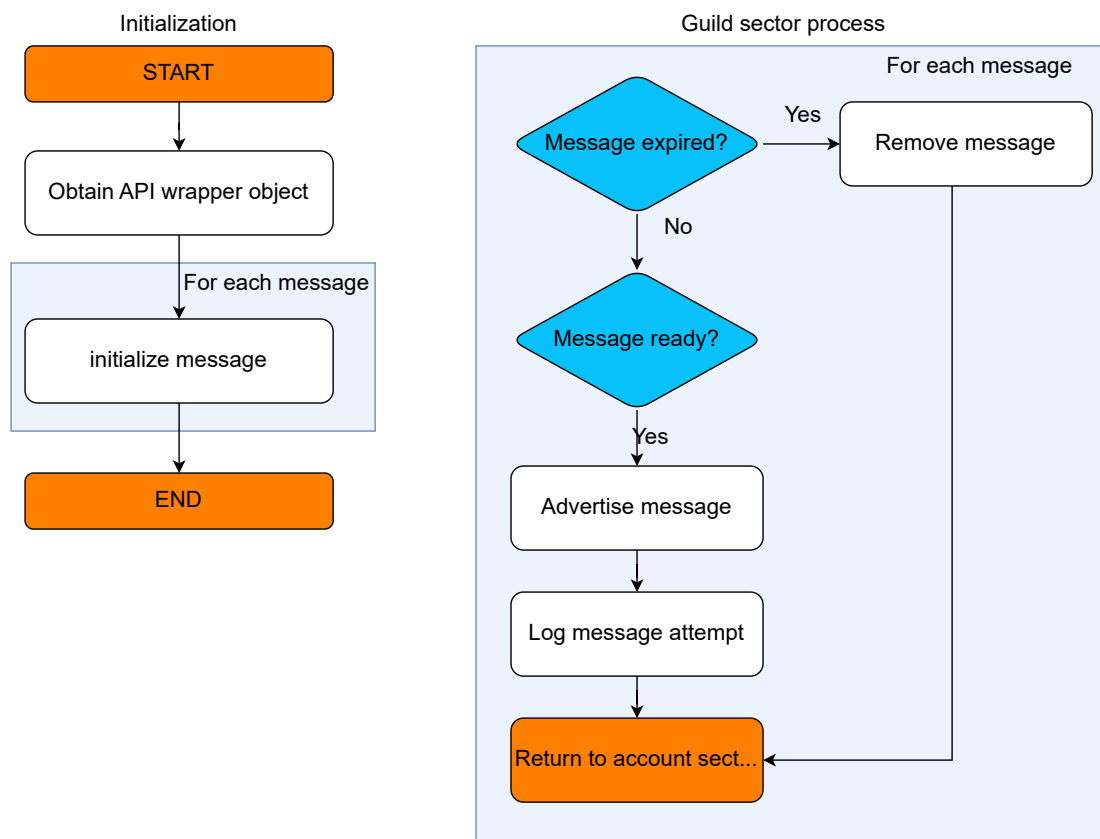 Initialization
START
Obtain API wrapper object
For each message
initialize message
END
Guild sector process
For each message
Message expired?
Yes
Remove message
No
Message ready?
Yes
Advertise message
Log message attempt
Return to account sect...